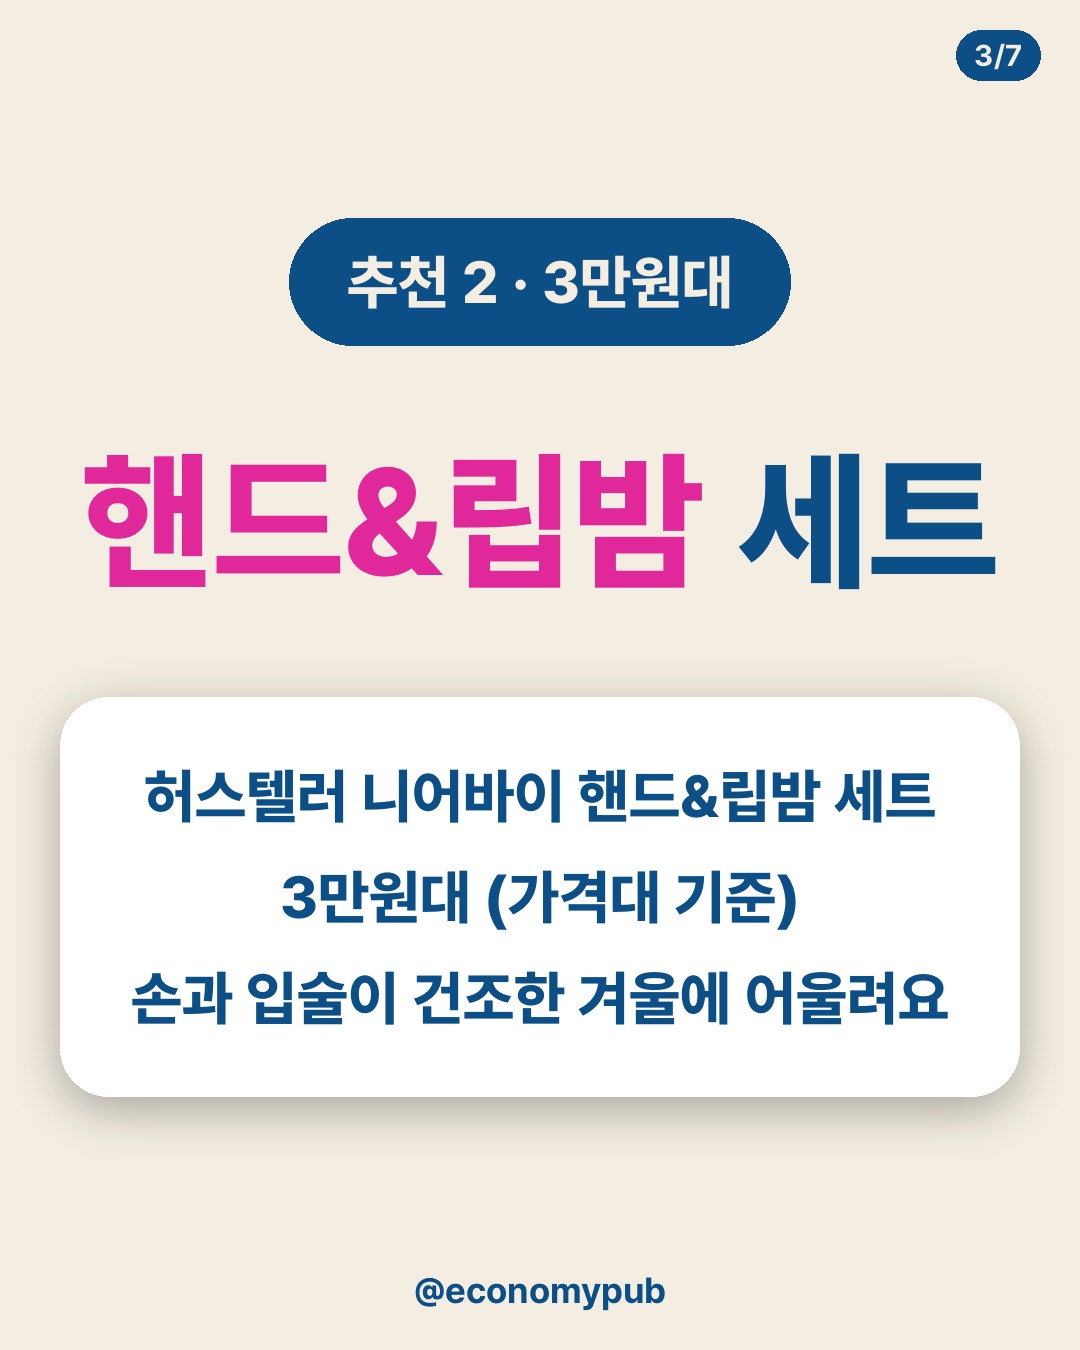 3/7
추천 2 · 3만원대
핸드&립밤 세트
허스텔러 니어바이 핸드&립밤 세트
3만원대 (가격대 기준)
손과 입술이 건조한 겨울에 어울려요
@economypub